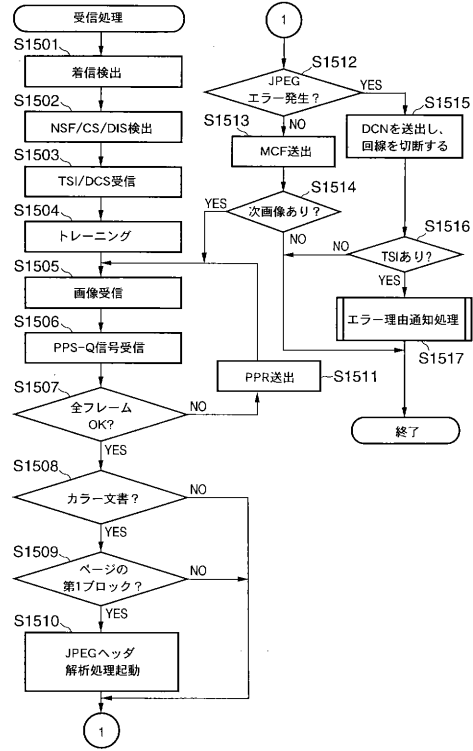 受信処理
S1501
着信検出
S1502
NSF/CS/DIS検出
S1503
TSI/DCS受信
S1504
トレーニング
S1505
画像受信
S1506
PPS-Q信号受信
S1507
全フレーム
OK?
NO
YES
PPR送出
S1511
S1508
カラー文書?
NO
YES
S1509
ページの
第1ブロック?
NO
YES
S1510
JPEGヘッダ
解析処理起動
1
1
S1512
JPEG
エラー発生?
YES
NO
S1513
MCF送出
S1514
次画像あり?
YES
NO
S1515
DCNを送出し、
回線を切断する
S1516
TSIあり?
NO
YES
エラー理由通知処理
S1517
終了